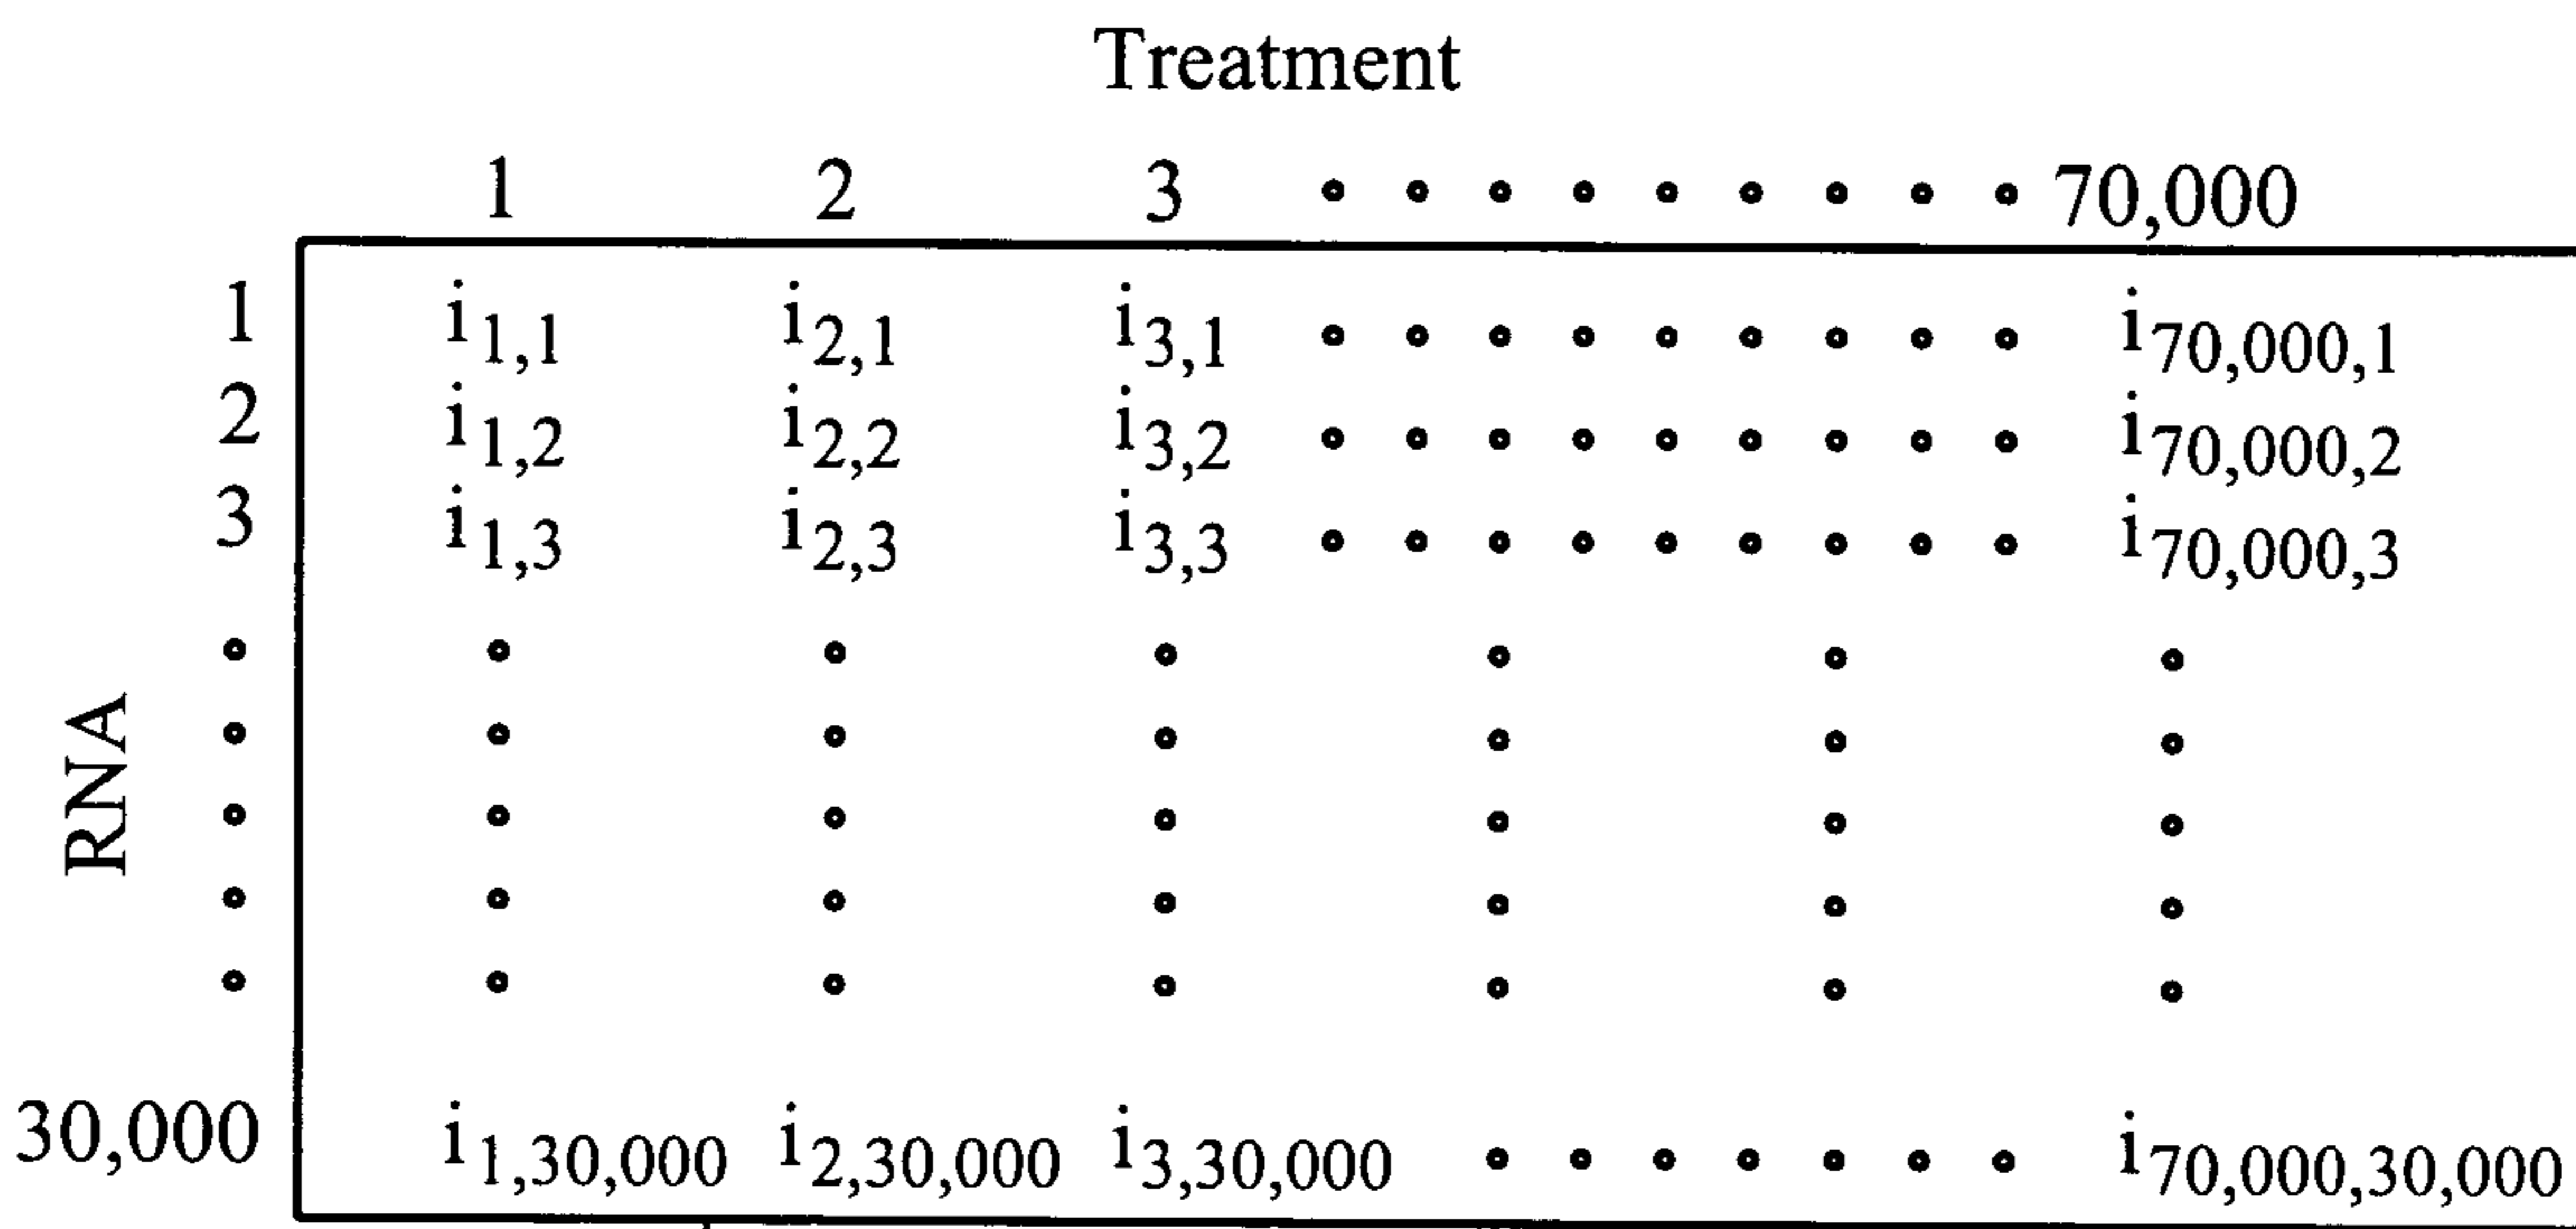 Treatment
1 2 3 • • • • • • • • • 70,000
1 i1,1 i2,1 i3,1 • • • • • • • • • i70,000,1
2 i1,2 i2,2 i3,2 • • • • • • • • • i70,000,2
3 i1,3 i2,3 i3,3 • • • • • • • • • i70,000,3
• • • • • • •
• • • • • • •
RNA
• • • • • • •
• • • • • • •
• • • • • • •
30,000 i1,30,000 i2,30,000 i3,30,000 • • • • • • • i70,000,30,000